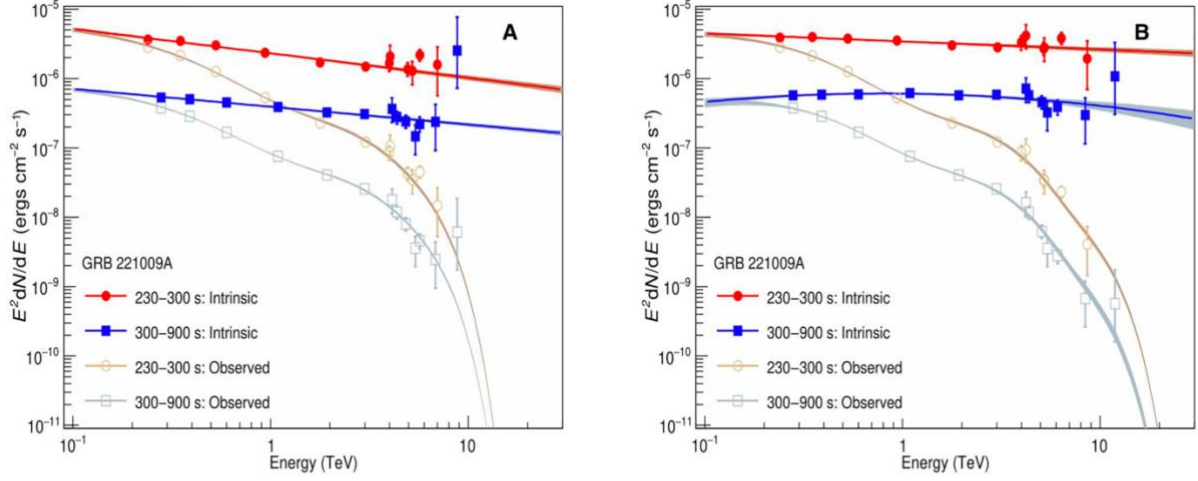 A
10⁻⁵
10⁻⁶
10⁻⁷
10⁻⁸
10⁻⁹
10⁻¹⁰
10⁻¹¹
E²dN/dE (ergs cm⁻² s⁻¹)
GRB 221009A
230–300 s: Intrinsic
300–900 s: Intrinsic
230–300 s: Observed
300–900 s: Observed
10⁻¹ 1 10
Energy (TeV)
B
10⁻⁵
10⁻⁶
10⁻⁷
10⁻⁸
10⁻⁹
10⁻¹⁰
10⁻¹¹
E²dN/dE (ergs cm⁻² s⁻¹)
GRB 221009A
230–300 s: Intrinsic
300–900 s: Intrinsic
230–300 s: Observed
300–900 s: Observed
10⁻¹ 1 10
Energy (TeV)